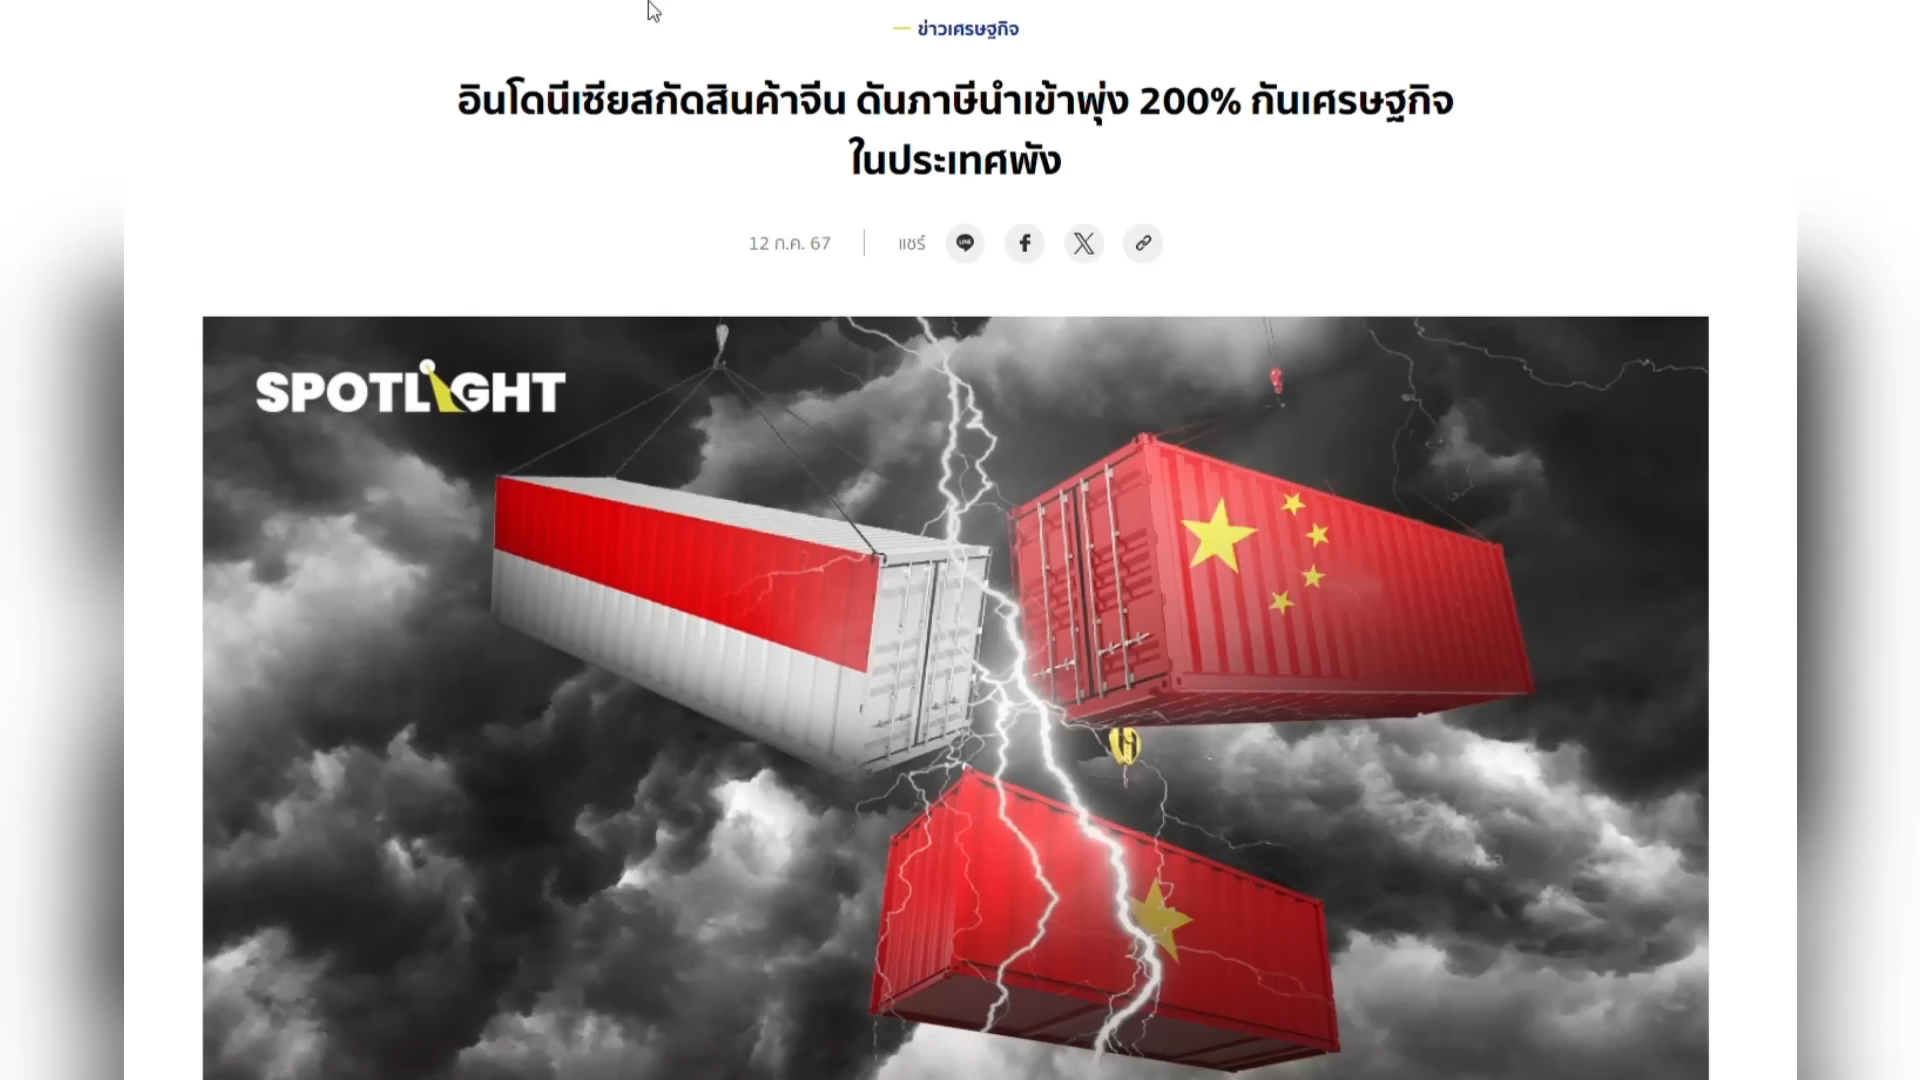 ข่าวเศรษฐกิจ
อินโดนีเซียสกัดสินค้าจีน ดันภาษีนำเข้าพุ่ง 200% กันเศรษฐกิจ
ในประเทศพัง
12 ก.ค. 67
แชร์
SPOTLIGHT